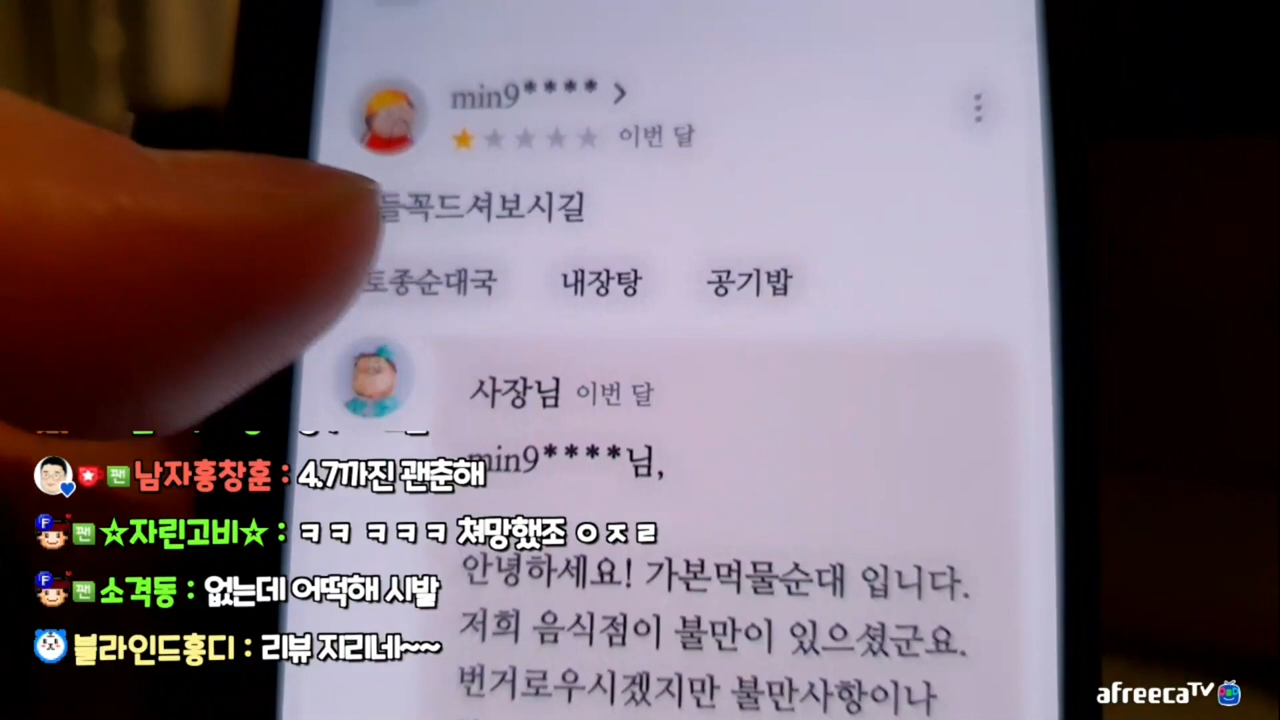 min9**** >
이번 달
들꼭드셔보시길
토종순대국 내장탕 공기밥
사장님 이번 달
min9****님,
안녕하세요! 가본먹물순대 입니다.
저희 음식점이 불만이 있으셨군요.
번거로우시겠지만 불만사항이나
팬 남자홍창훈 : 4.7까진 괜춘해
F 팬 ☆자린고비☆ : ㅋㅋ ㅋㅋㅋ 쳐망했죠 ㅇㅈㄹ
F 팬 소격동 : 없는데 어떡해 시발
블라인드홍디 : 리뷰 지리네~~
afreecaTV